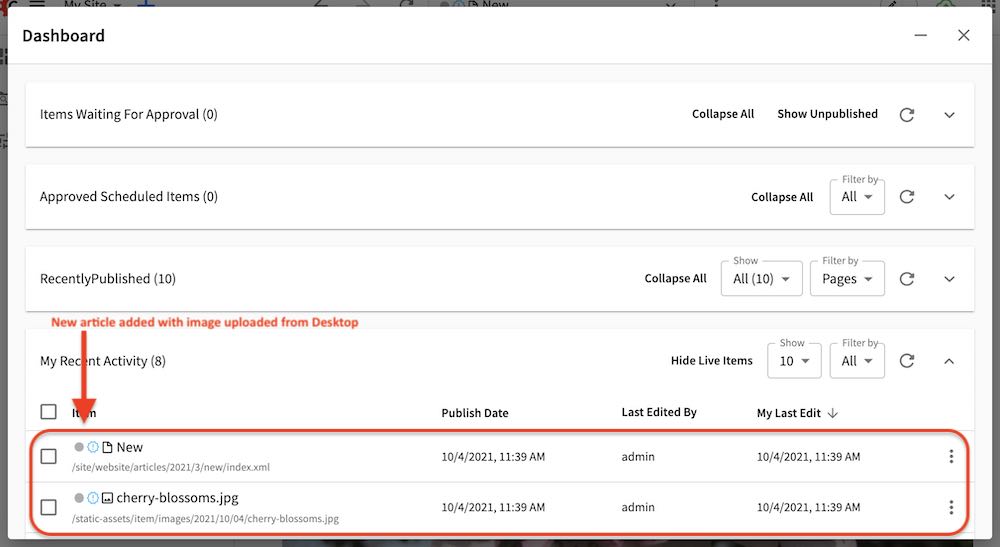 My Site
New
Dashboard
Items Waiting For Approval (0)
Collapse All
Show Unpublished
Approved Scheduled Items (0)
Collapse All
Filter by
All
RecentlyPublished (10)
Collapse All
Show
All (10)
Filter by
Pages
New article added with image uploaded from Desktop
My Recent Activity (8)
Hide Live Items
Show
10
Filter by
All
Item
Publish Date
Last Edited By
My Last Edit
New
/site/website/articles/2021/3/new/index.xml
10/4/2021, 11:39 AM
admin
10/4/2021, 11:39 AM
cherry-blossoms.jpg
/static-assets/item/images/2021/10/04/cherry-blossoms.jpg
10/4/2021, 11:39 AM
admin
10/4/2021, 11:39 AM